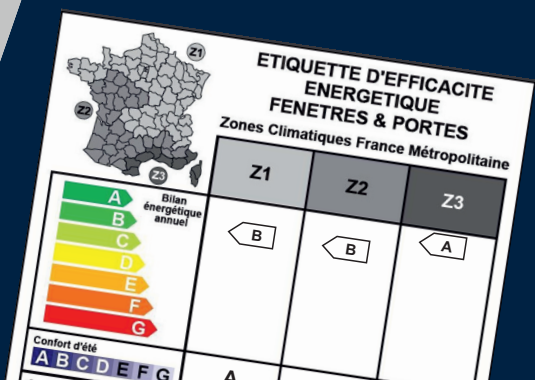 Z1
Z2
Z3
ETIQUETTE D'EFFICACITE
ENERGETIQUE
FENETRES & PORTES
Zones Climatiques France Métropolitaine
Z1 Z2 Z3
Bilan
énergétique
annuel
A
B
C
D
E
F
G
B B A
Confort d'été
A B C D E F G
A